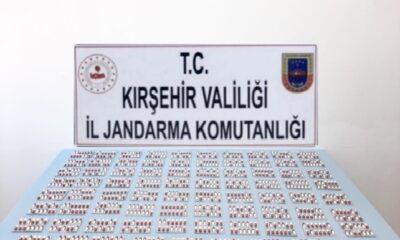 T.C.
KIRŞEHİR VALİLİĞİ
İL JANDARMA KOMUTANLIĞI